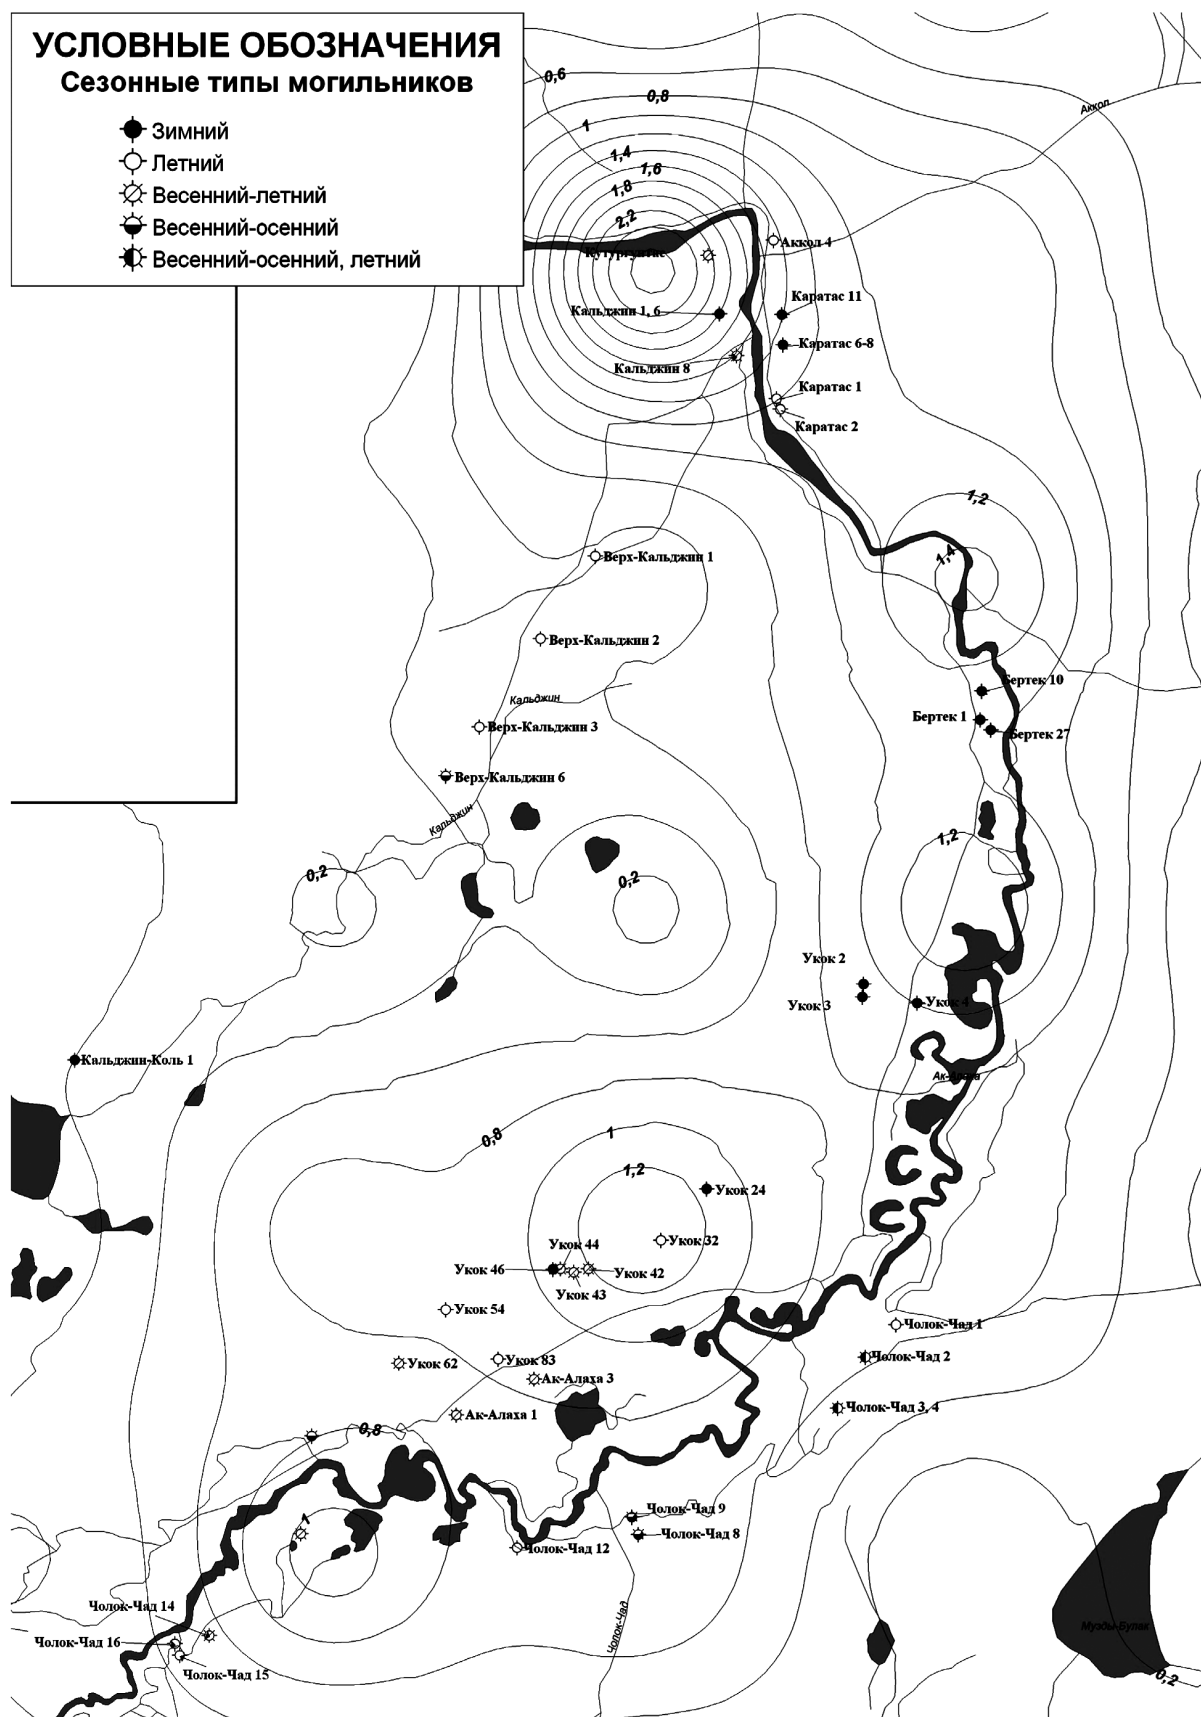 УСЛОВНЫЕ ОБОЗНАЧЕНИЯ
Сезонные типы могильников
Зимний
Летний
Весенний-летний
Весенний-осенний
Весенний-осенний, летний
0,6
0,8
1
1,4
1,6
1,8
2,2
Аккол
Кутургунтас
Аккол 4
Кальджин 1, 6
Каратас 11
Каратас 6-8
Кальджин 8
Каратас 1
Каратас 2
1,2
1,4
Верх-Кальджин 1
Верх-Кальджин 2
Бертек 10
Кальджин
Бертек 1
Верх-Кальджин 3
Бертек 27
Верх-Кальджин 6
Кальджин
1,2
0,2
0,2
Укок 2
Укок 3
Укок 4
Кальджин-Коль 1
Ак-Алаха
0,8
1
1,2
Укок 24
Укок 32
Укок 44
Укок 46
Укок 42
Укок 43
Укок 54
Чолок-Чад 1
Чолок-Чад 2
Укок 62
Укок 83
Ак-Алаха 3
Чолок-Чад 3, 4
Ак-Алаха 1
0,8
Чолок-Чад 9
1
Чолок-Чад 8
Чолок-Чад 12
Чолок-Чад 14
Чолок-Чад
Музды-Булак
Чолок-Чад 16
Чолок-Чад 15
0,2